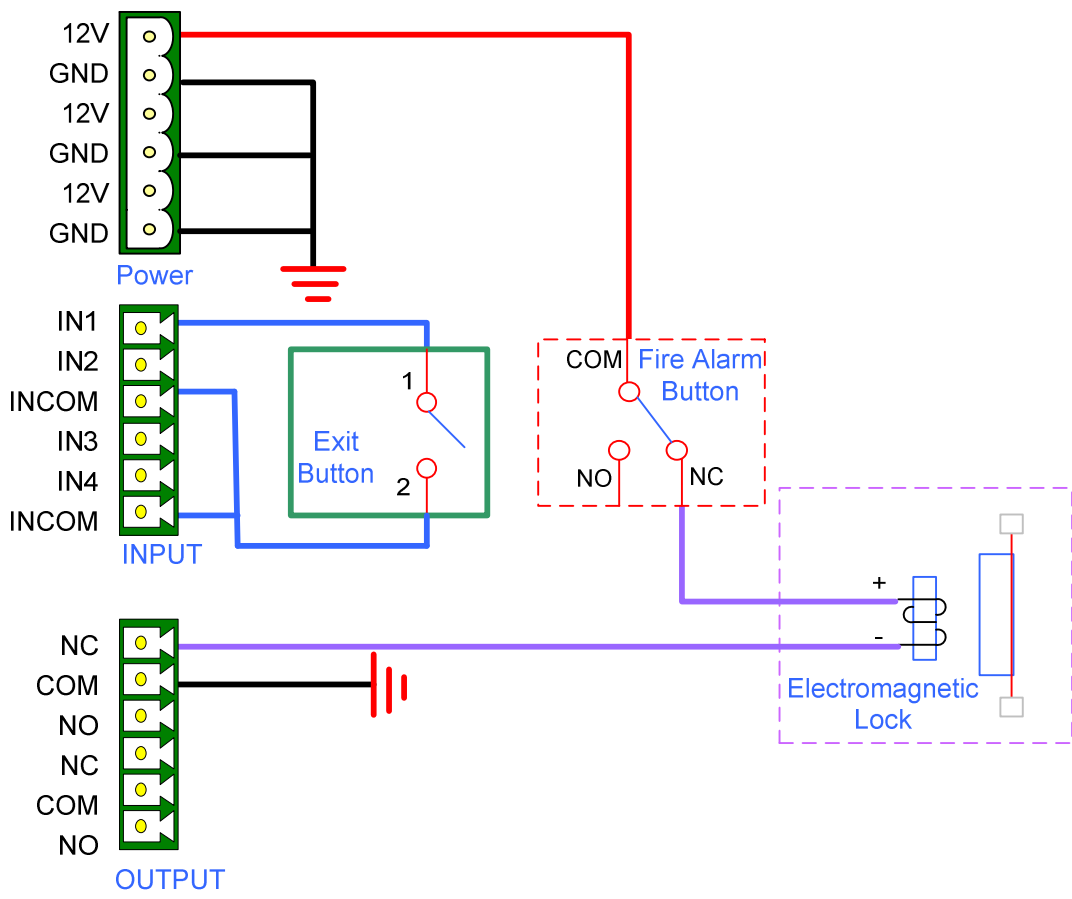 12V
GND
12V
GND
12V
GND
Power
IN1
IN2
INCOM
IN3
IN4
INCOM
INPUT
1
Exit
Button
2
COM
Fire Alarm
Button
NO
NC
+
-
Electromagnetic
Lock
NC
COM
NO
NC
COM
NO
OUTPUT